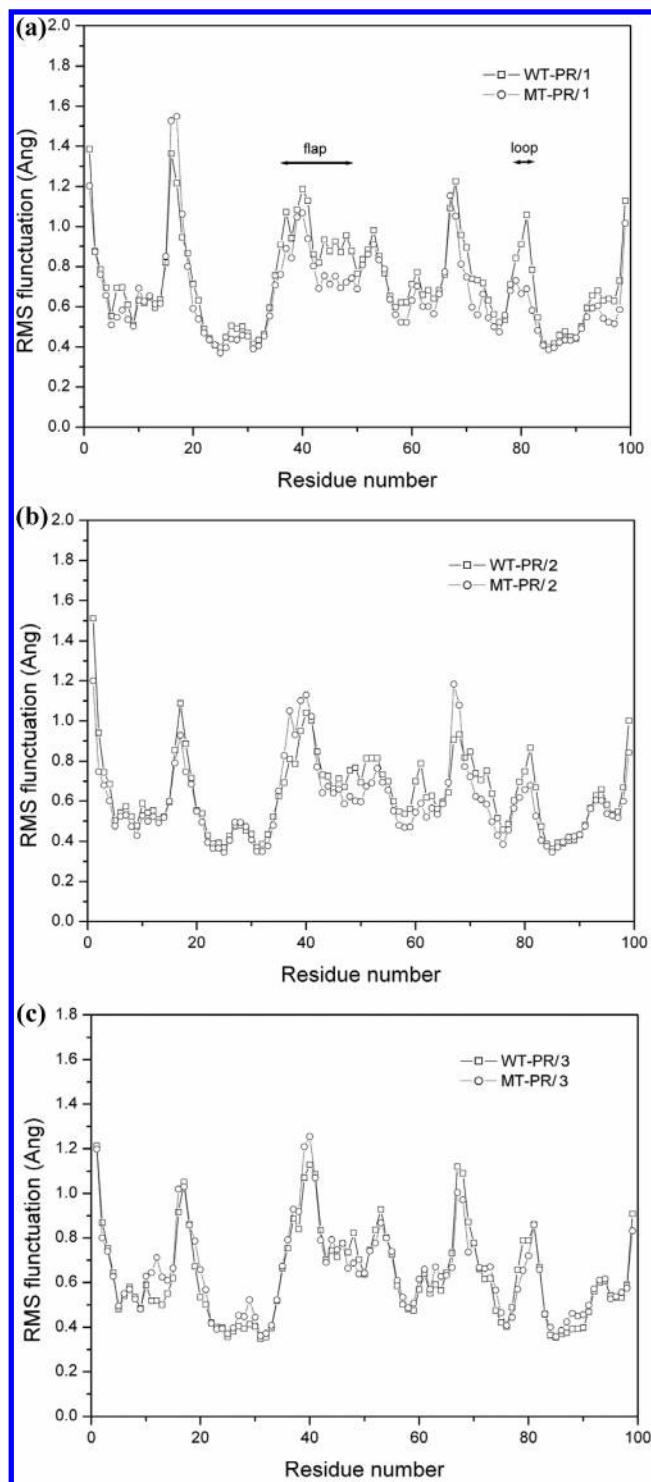 (a)
2.0
1.8
1.6
1.4
1.2
1.0
0.8
0.6
0.4
0.2
0.0
RMS flunctuation (Ang)
WT-PR/1
MT-PR/1
flap
loop
0 20 40 60 80 100
Residue number
(b)
2.0
1.8
1.6
1.4
1.2
1.0
0.8
0.6
0.4
0.2
0.0
RMS flunctuation (Ang)
WT-PR/2
MT-PR/2
0 20 40 60 80 100
Residue number
(c)
1.8
1.6
1.4
1.2
1.0
0.8
0.6
0.4
0.2
0.0
RMS flunctuation (Ang)
WT-PR/3
MT-PR/3
0 20 40 60 80 100
Residue number